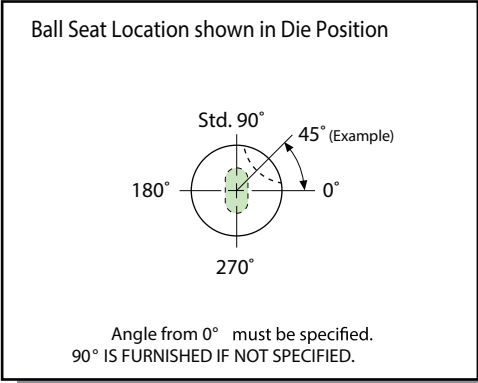 Ball Seat Location shown in Die Position
Std. 90°
45° (Example)
180°
0°
270°
Angle from 0° must be specified.
90° IS FURNISHED IF NOT SPECIFIED.